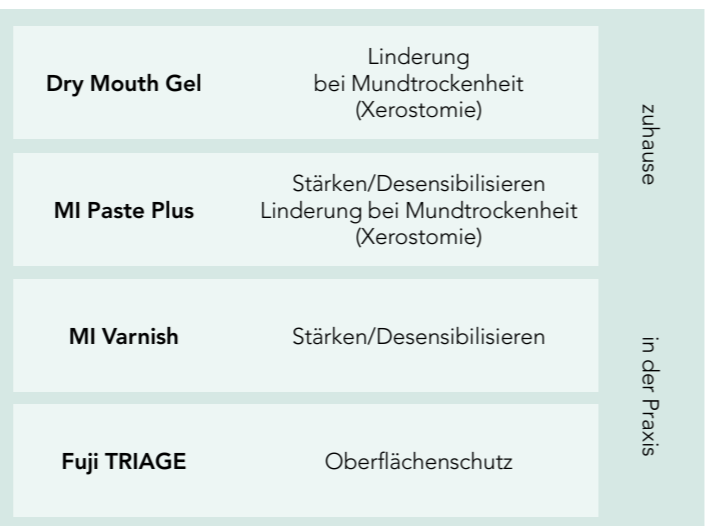 Dry Mouth Gel
Linderung
bei Mundtrockenheit
(Xerostomie)
MI Paste Plus
Stärken/Desensibilisieren
Linderung bei Mundtrockenheit
(Xerostomie)
zuhause
MI Varnish
Stärken/Desensibilisieren
Fuji TRIAGE
Oberflächenschutz
in der Praxis